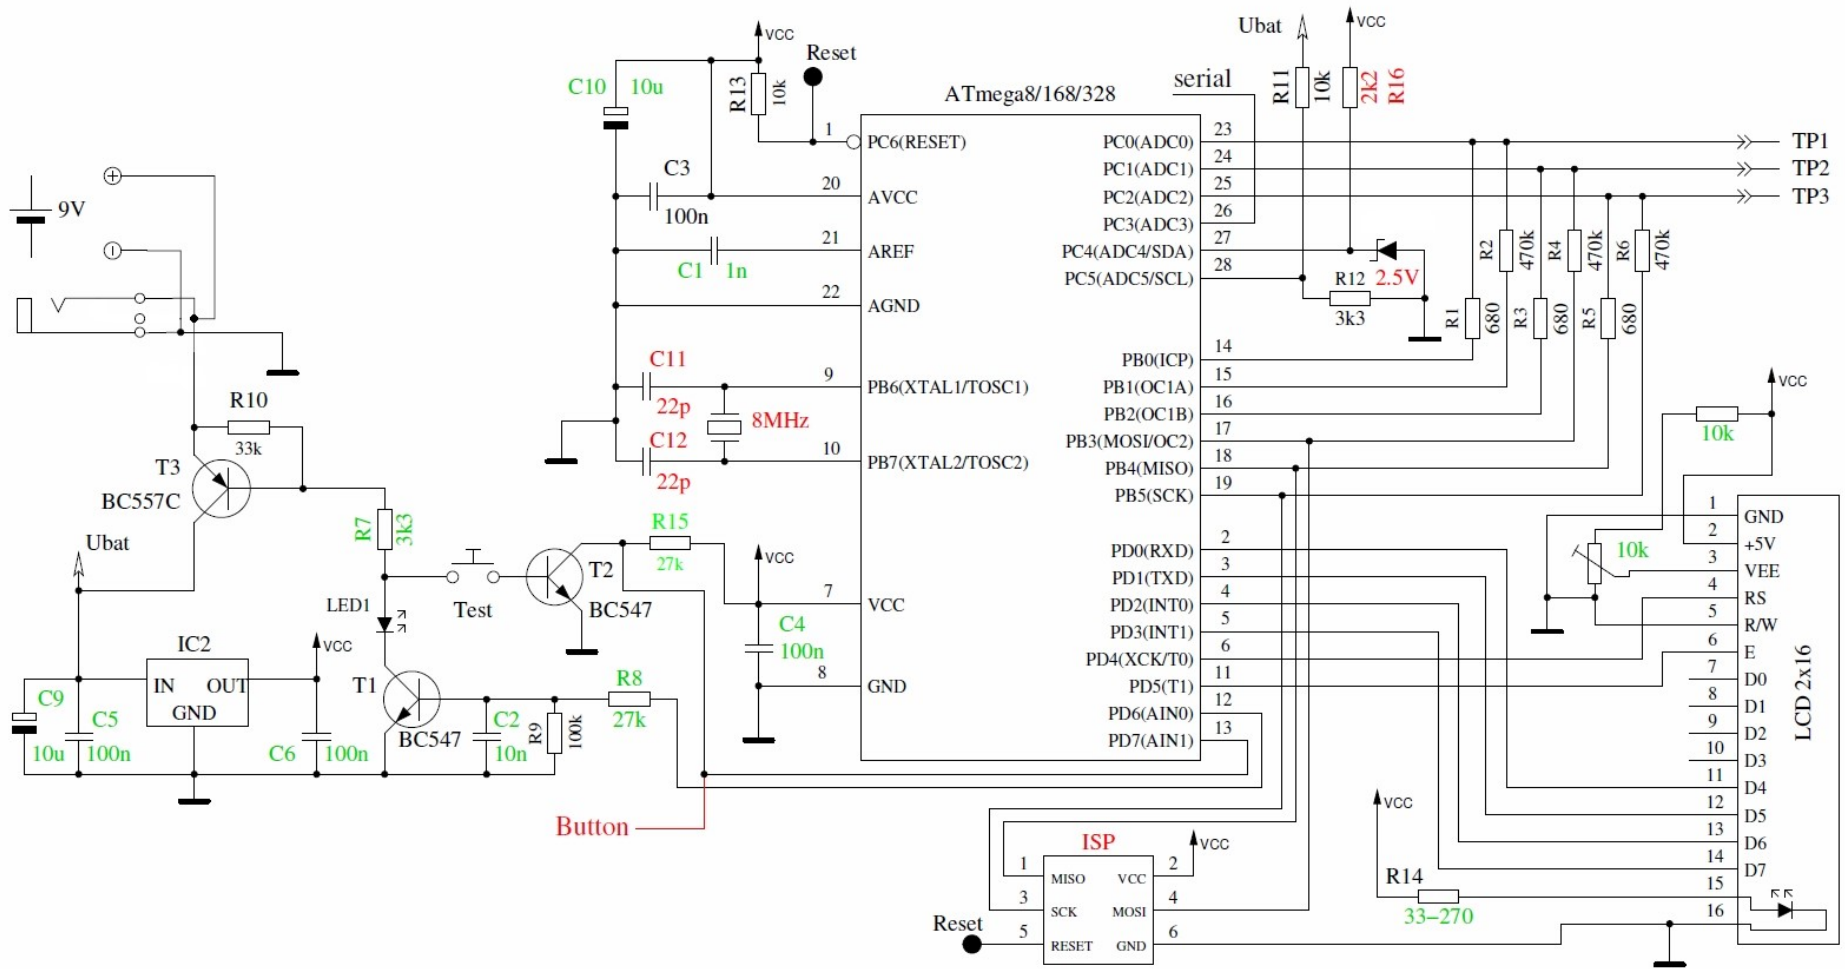 Ubat
VCC
VCC
Reset
C10 10u
R13 10k
ATmega8/168/328
serial
R11 10k
2k2 R16
1
PC6(RESET)
PC0(ADC0)
23
TP1
C3
100n
20
AVCC
PC1(ADC1)
24
TP2
PC2(ADC2)
25
TP3
PC3(ADC3)
26
9V
C1 1n
21
AREF
PC4(ADC4/SDA)
27
PC5(ADC5/SCL)
28
R12 2.5V
3k3
R2 470k
R4 470k
R6 470k
22
AGND
R1 680
R3 680
R5 680
PB0(ICP)
14
C11
22p
9
PB6(XTAL1/TOSC1)
PB1(OC1A)
15
8MHz
PB2(OC1B)
16
C12
22p
10
PB7(XTAL2/TOSC2)
PB3(MOSI/OC2)
17
PB4(MISO)
18
PB5(SCK)
19
VCC
10k
R10
33k
T3
BC557C
R7 3k3
R15
27k
Ubat
VCC
T2
BC547
Test
LED1
7
VCC
C4
100n
8
GND
PD0(RXD)
2
PD1(TXD)
3
PD2(INT0)
4
PD3(INT1)
5
PD4(XCK/T0)
6
PD5(T1)
11
PD6(AIN0)
12
PD7(AIN1)
13
10k
1
GND
2
+5V
3
VEE
4
RS
5
R/W
6
E
7
D0
8
D1
9
D2
10
D3
11
D4
12
D5
13
D6
14
D7
15
16
LCD 2x16
IC2
VCC
IN OUT
GND
T1
BC547
R8
27k
C9
10u
C5
100n
C6 100n
C2
10n
R9 100k
Button
ISP
VCC
1
MISO
VCC
2
3
SCK
MOSI
4
Reset
5
RESET
GND
6
VCC
R14
33–270